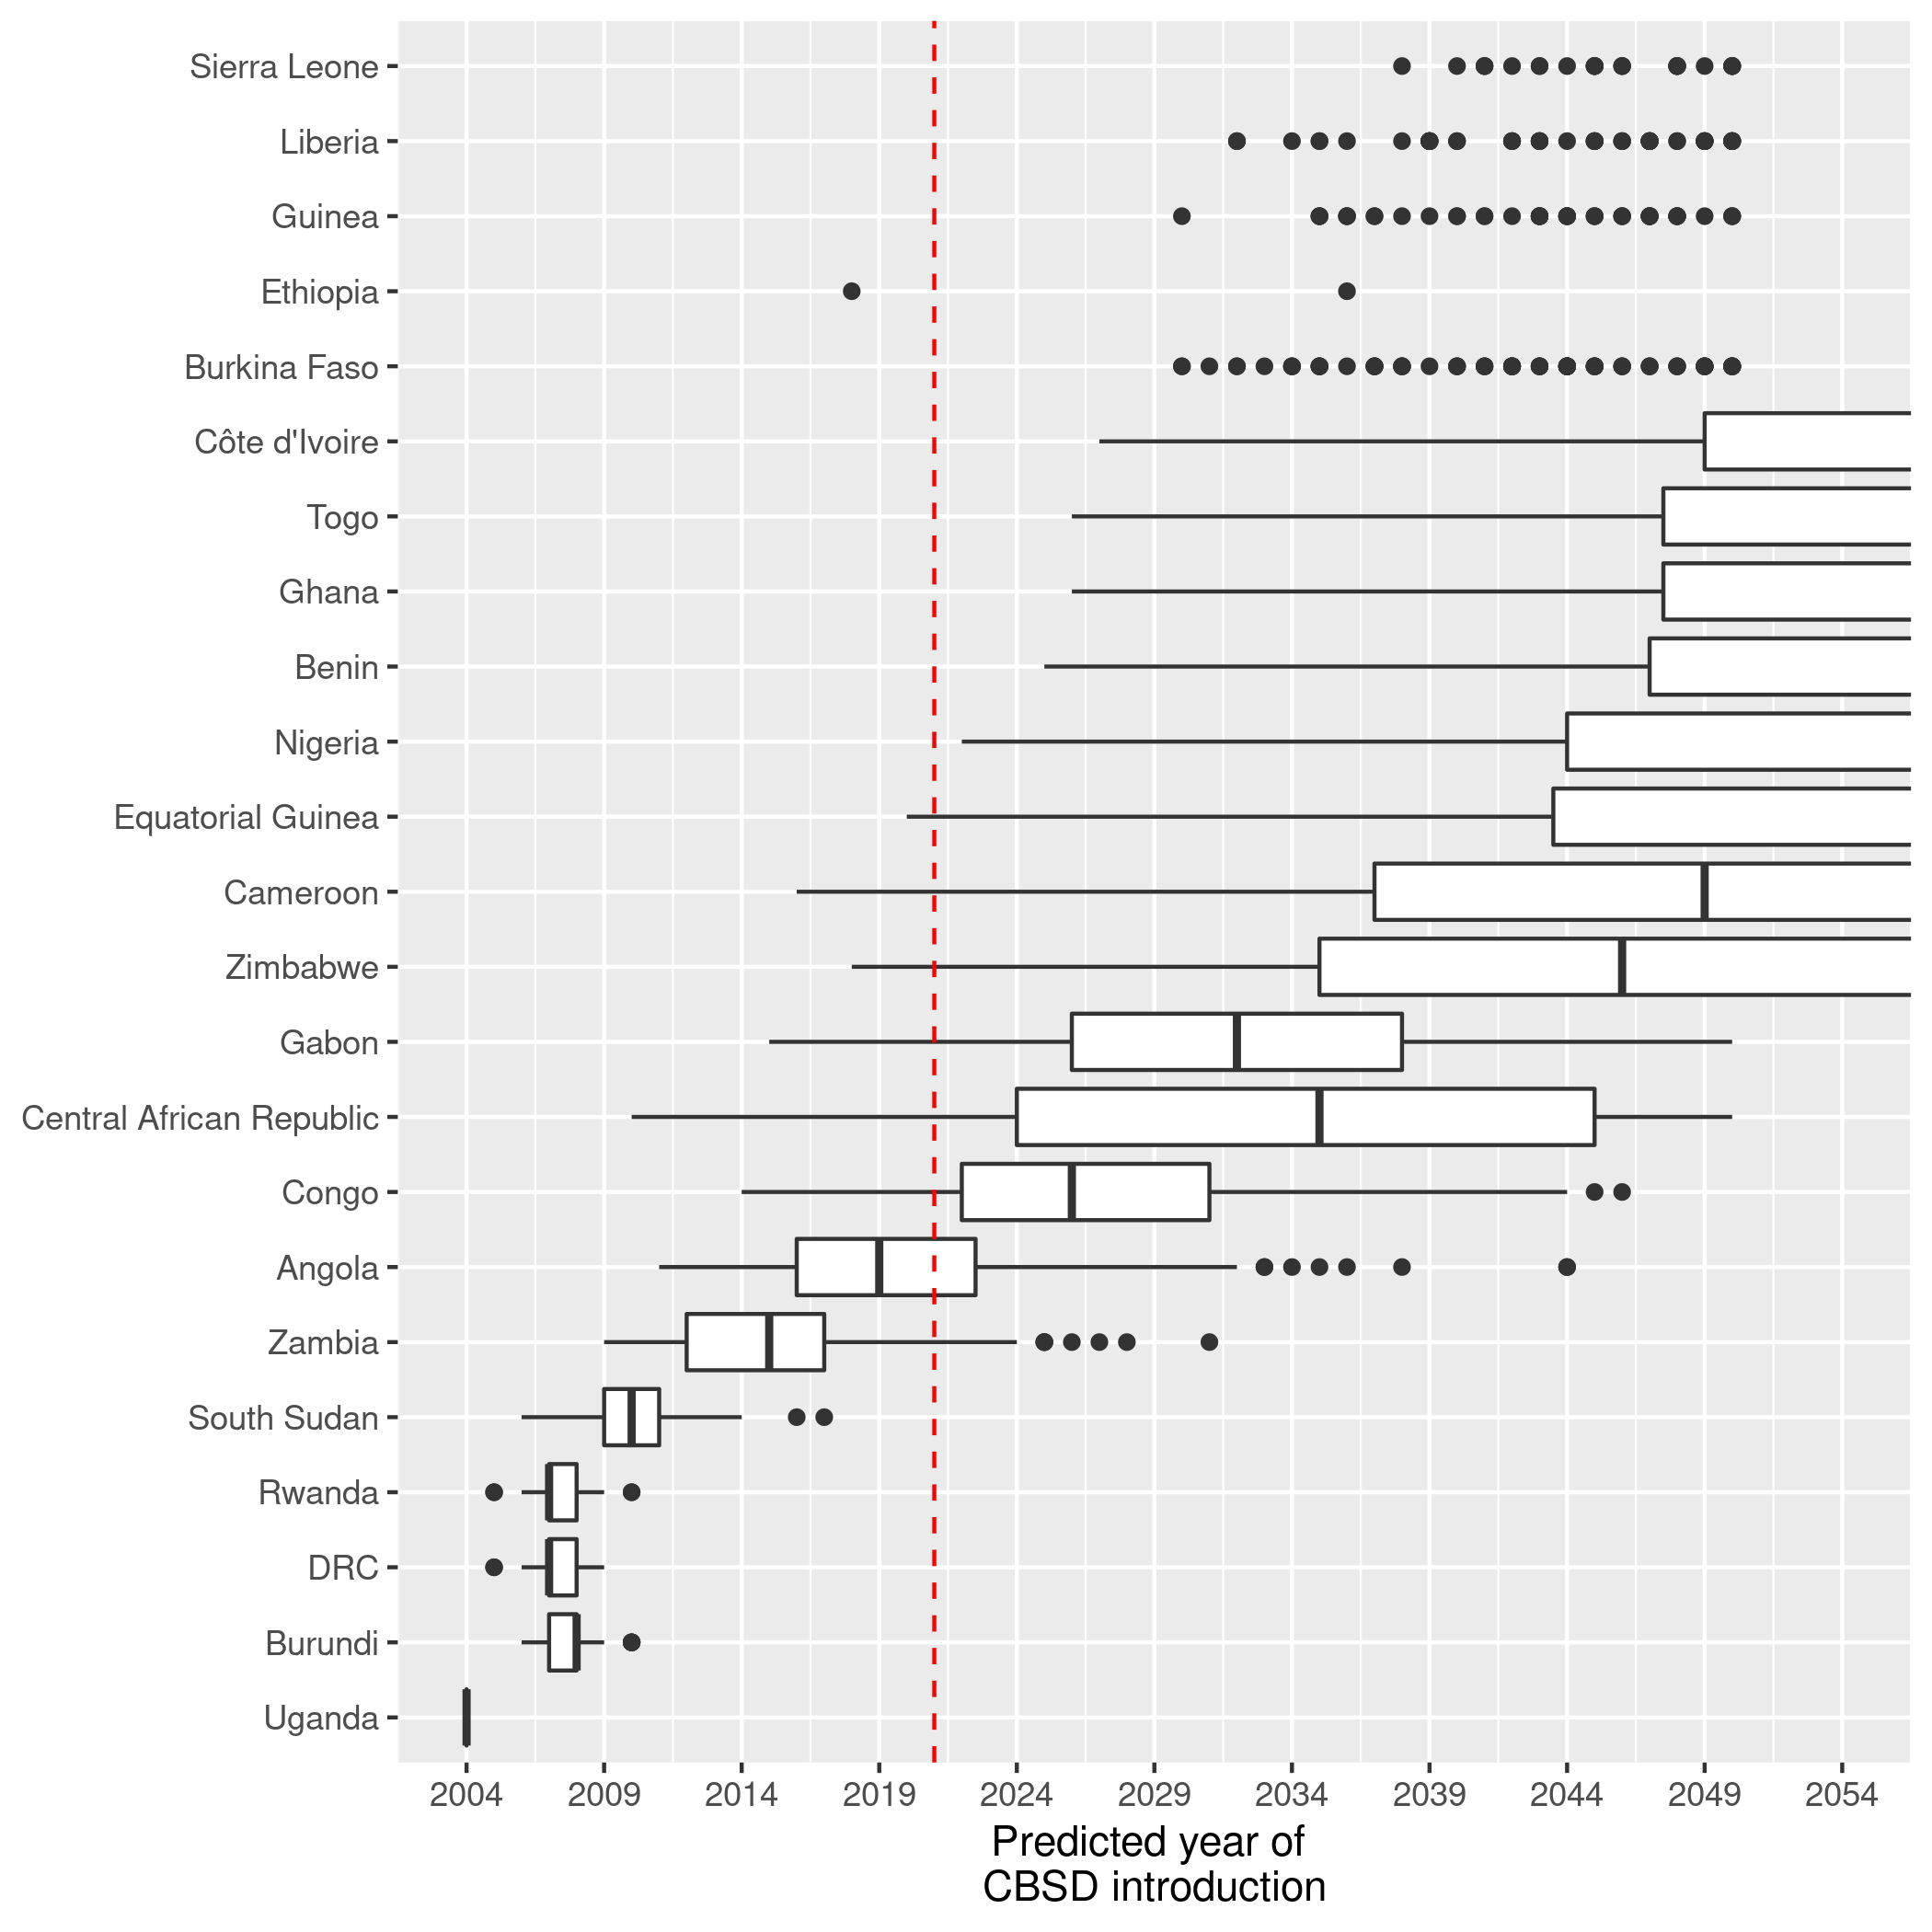 Sierra Leone
Liberia
Guinea
Ethiopia
Burkina Faso
Côte d'Ivoire
Togo
Ghana
Benin
Nigeria
Equatorial Guinea
Cameroon
Zimbabwe
Gabon
Central African Republic
Congo
Angola
Zambia
South Sudan
Rwanda
DRC
Burundi
Uganda
2004 2009 2014 2019 2024 2029 2034 2039 2044 2049 2054
Predicted year of
CBSD introduction